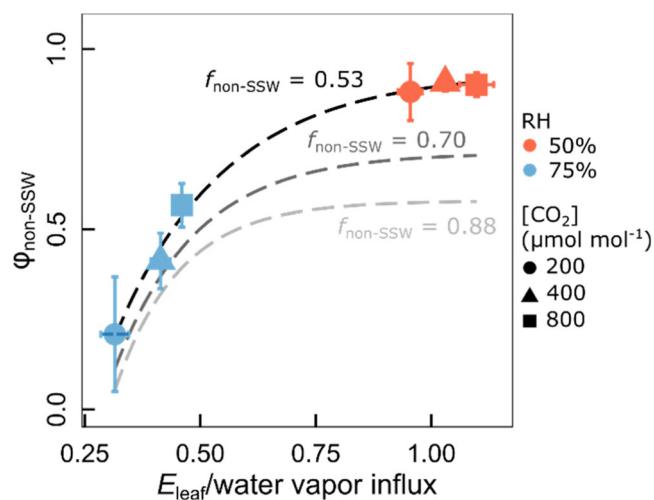 1.0
0.5
0.0
φnon-SSW
fnon-SSW = 0.53
fnon-SSW = 0.70
fnon-SSW = 0.88
0.25 0.50 0.75 1.00
Eleaf/water vapor influx
RH
50%
75%
[CO₂]
(μmol mol⁻¹)
200
400
800